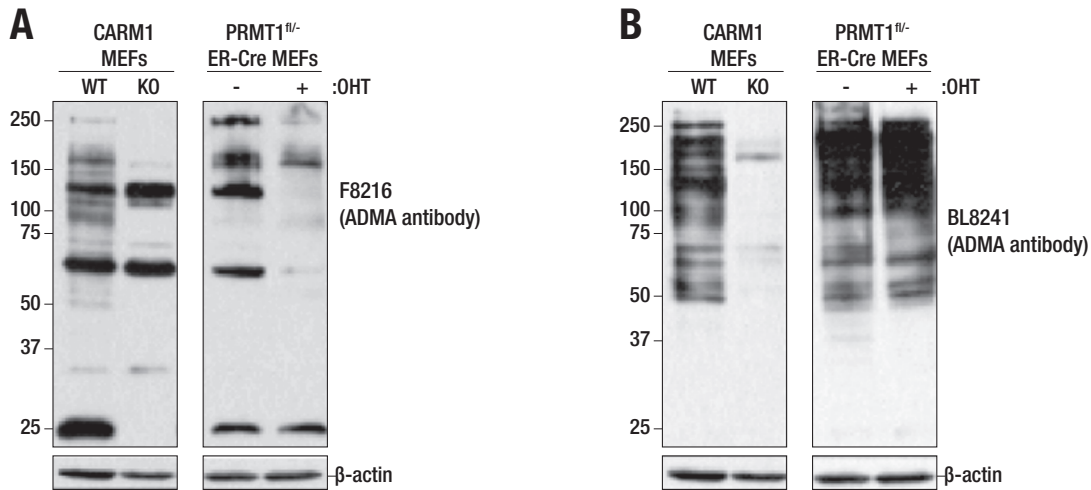 A
CARM1
MEFs
PRMT1fl/-
ER-Cre MEFs
WT KO
- + :OHT
250
150
100
75
50
37
25
F8216
(ADMA antibody)
β-actin
B
CARM1
MEFs
PRMT1fl/-
ER-Cre MEFs
WT KO
- + :OHT
250
150
100
75
50
37
25
BL8241
(ADMA antibody)
β-actin